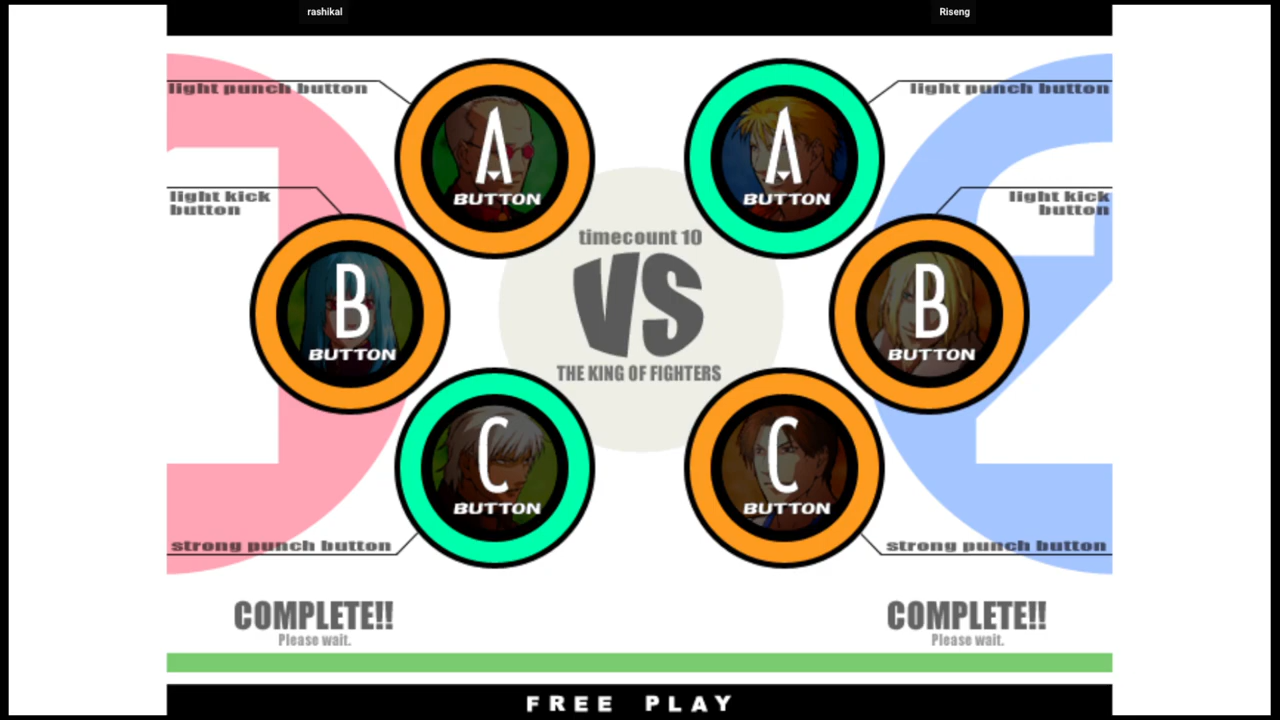 rashikal
Riseng
light punch button
A
BUTTON
A
BUTTON
light punch button
light kick
button
B
BUTTON
timecount 10
VS
THE KING OF FIGHTERS
light kick
button
B
BUTTON
C
BUTTON
C
BUTTON
strong punch button
strong punch button
COMPLETE!!
Please wait.
COMPLETE!!
Please wait.
FREE PLAY